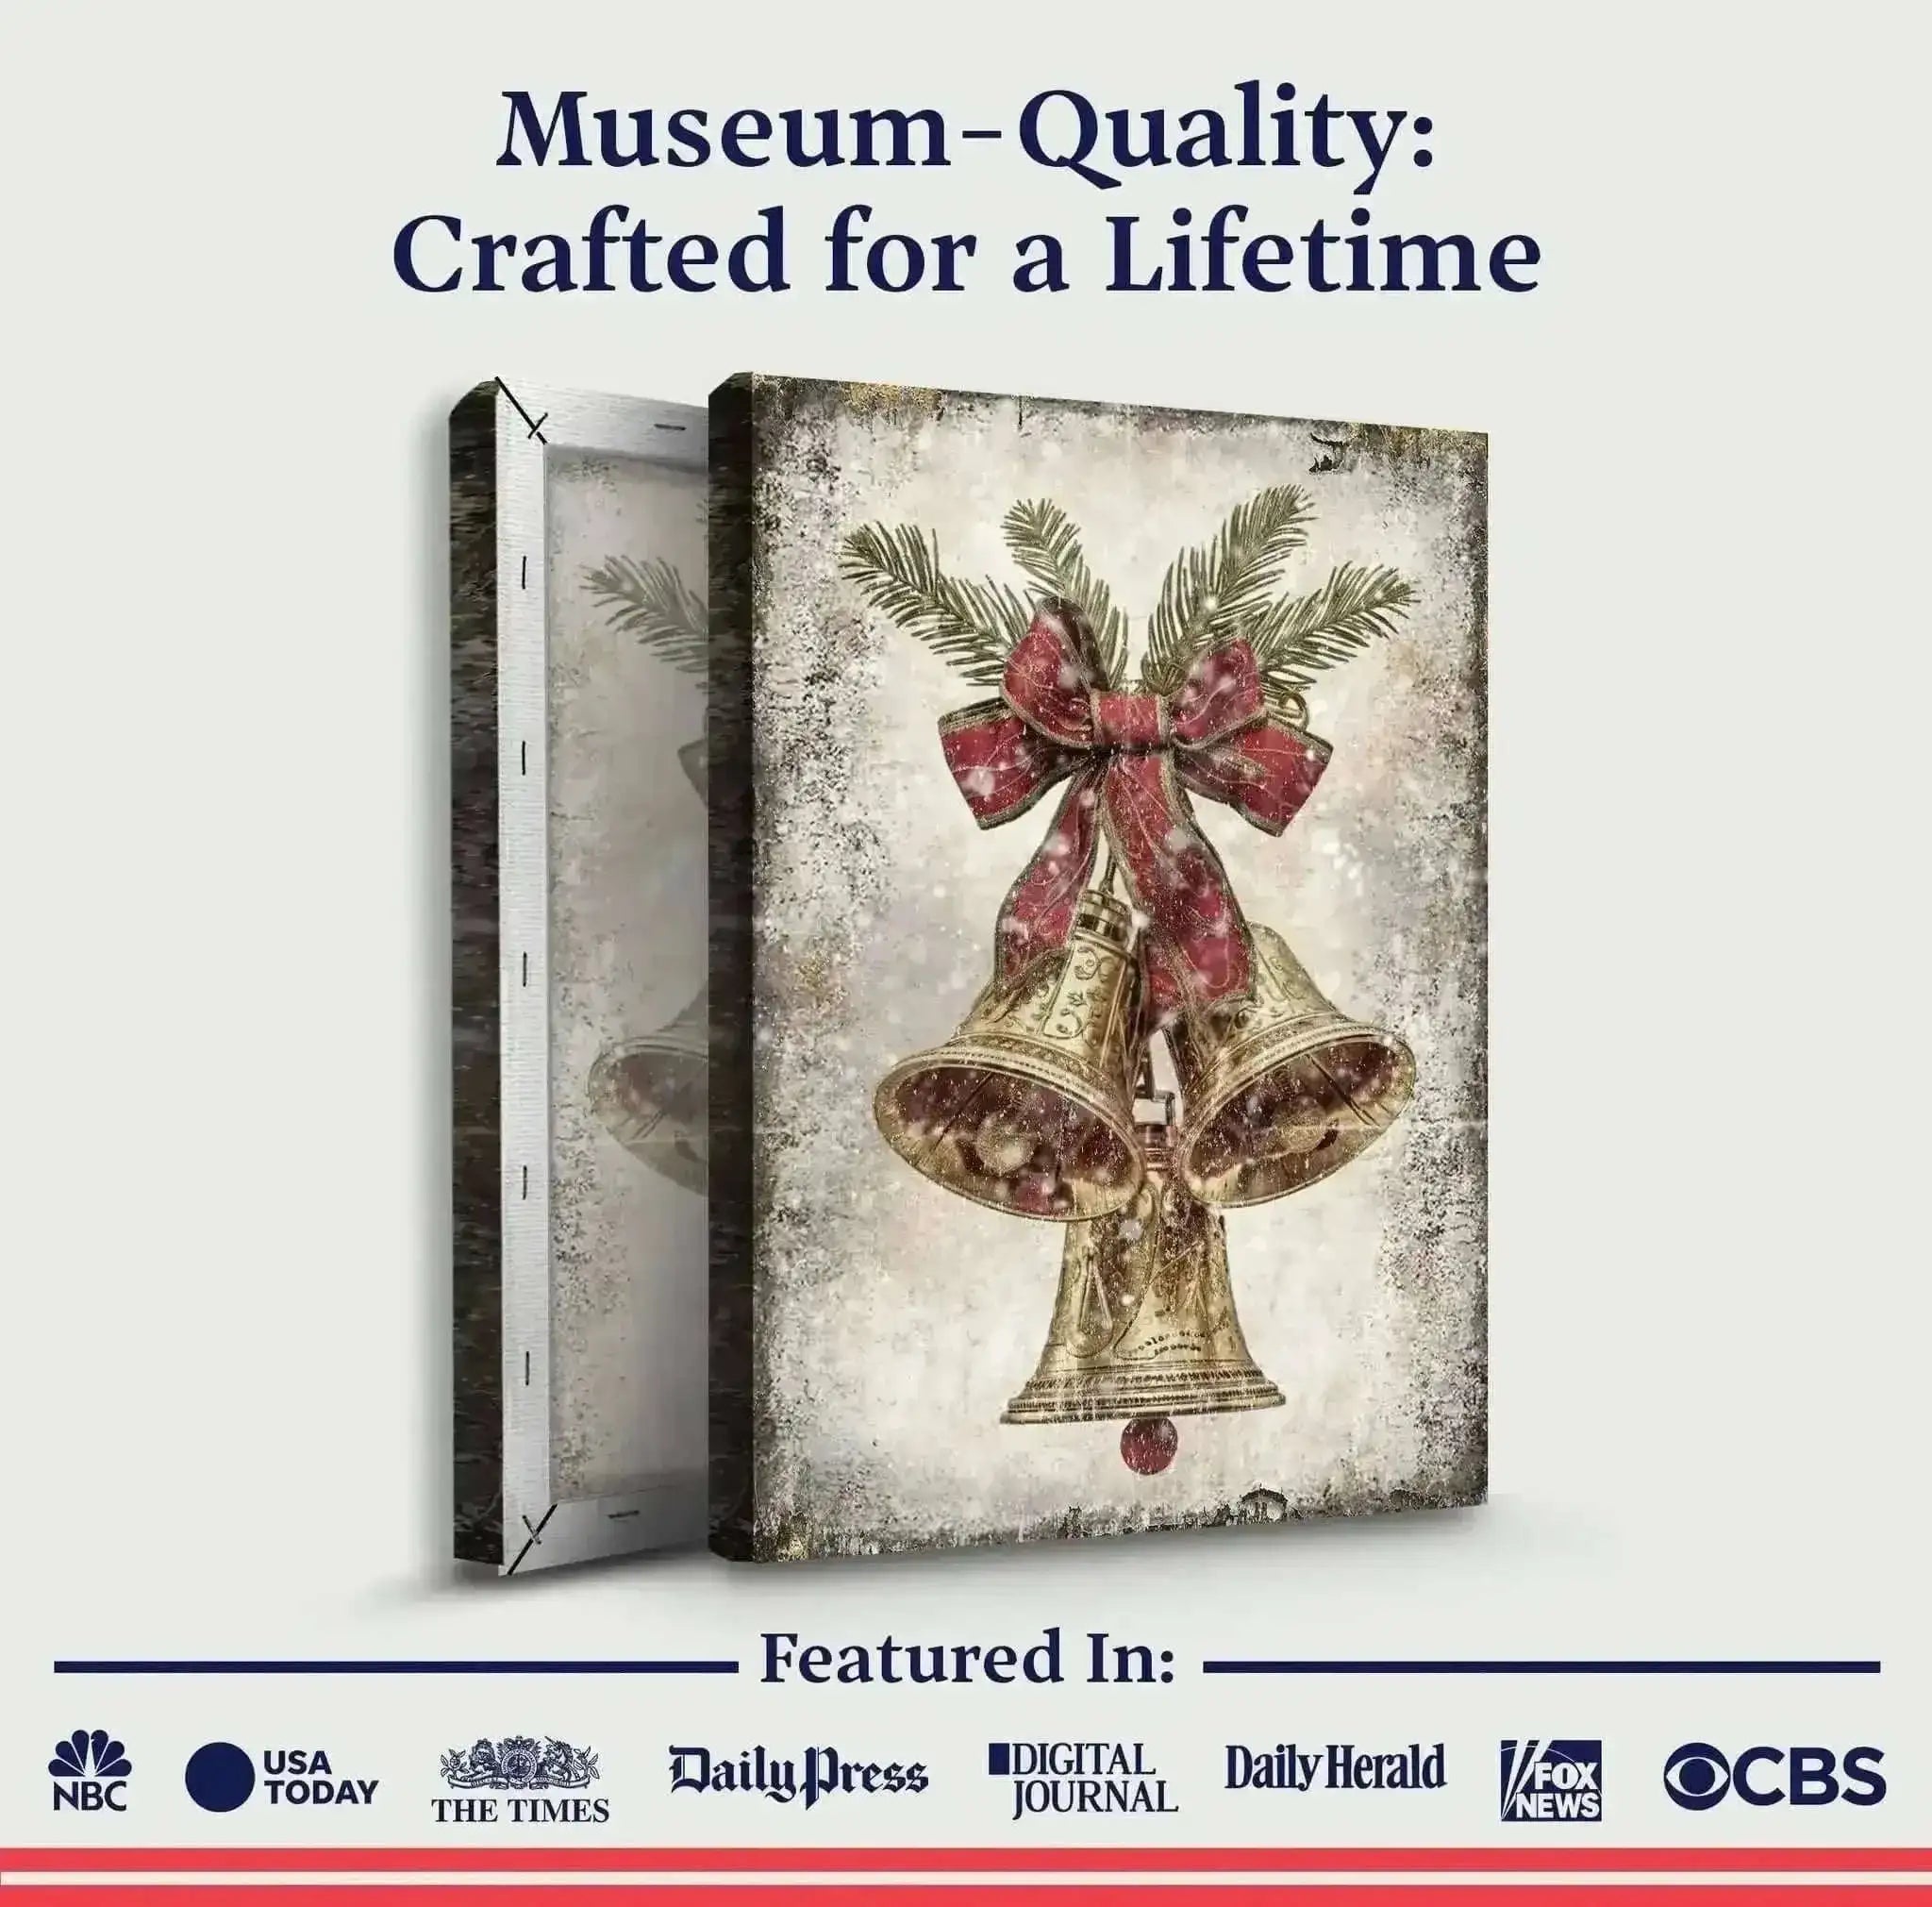 Museum-Quality:
Crafted for a Lifetime
Featured In:
NBC
USA
TODAY
THE TIMES
Daily Press
DIGITAL
JOURNAL
Daily Herald
FOX
NEWS
CBS